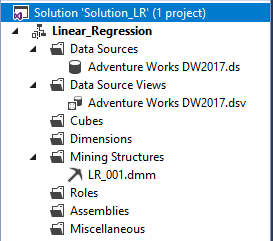 Solution 'Solution_LR' (1 project)
Linear_Regression
Data Sources
Adventure Works DW2017.ds
Data Source Views
Adventure Works DW2017.dsv
Cubes
Dimensions
Mining Structures
LR_001.dmm
Roles
Assemblies
Miscellaneous